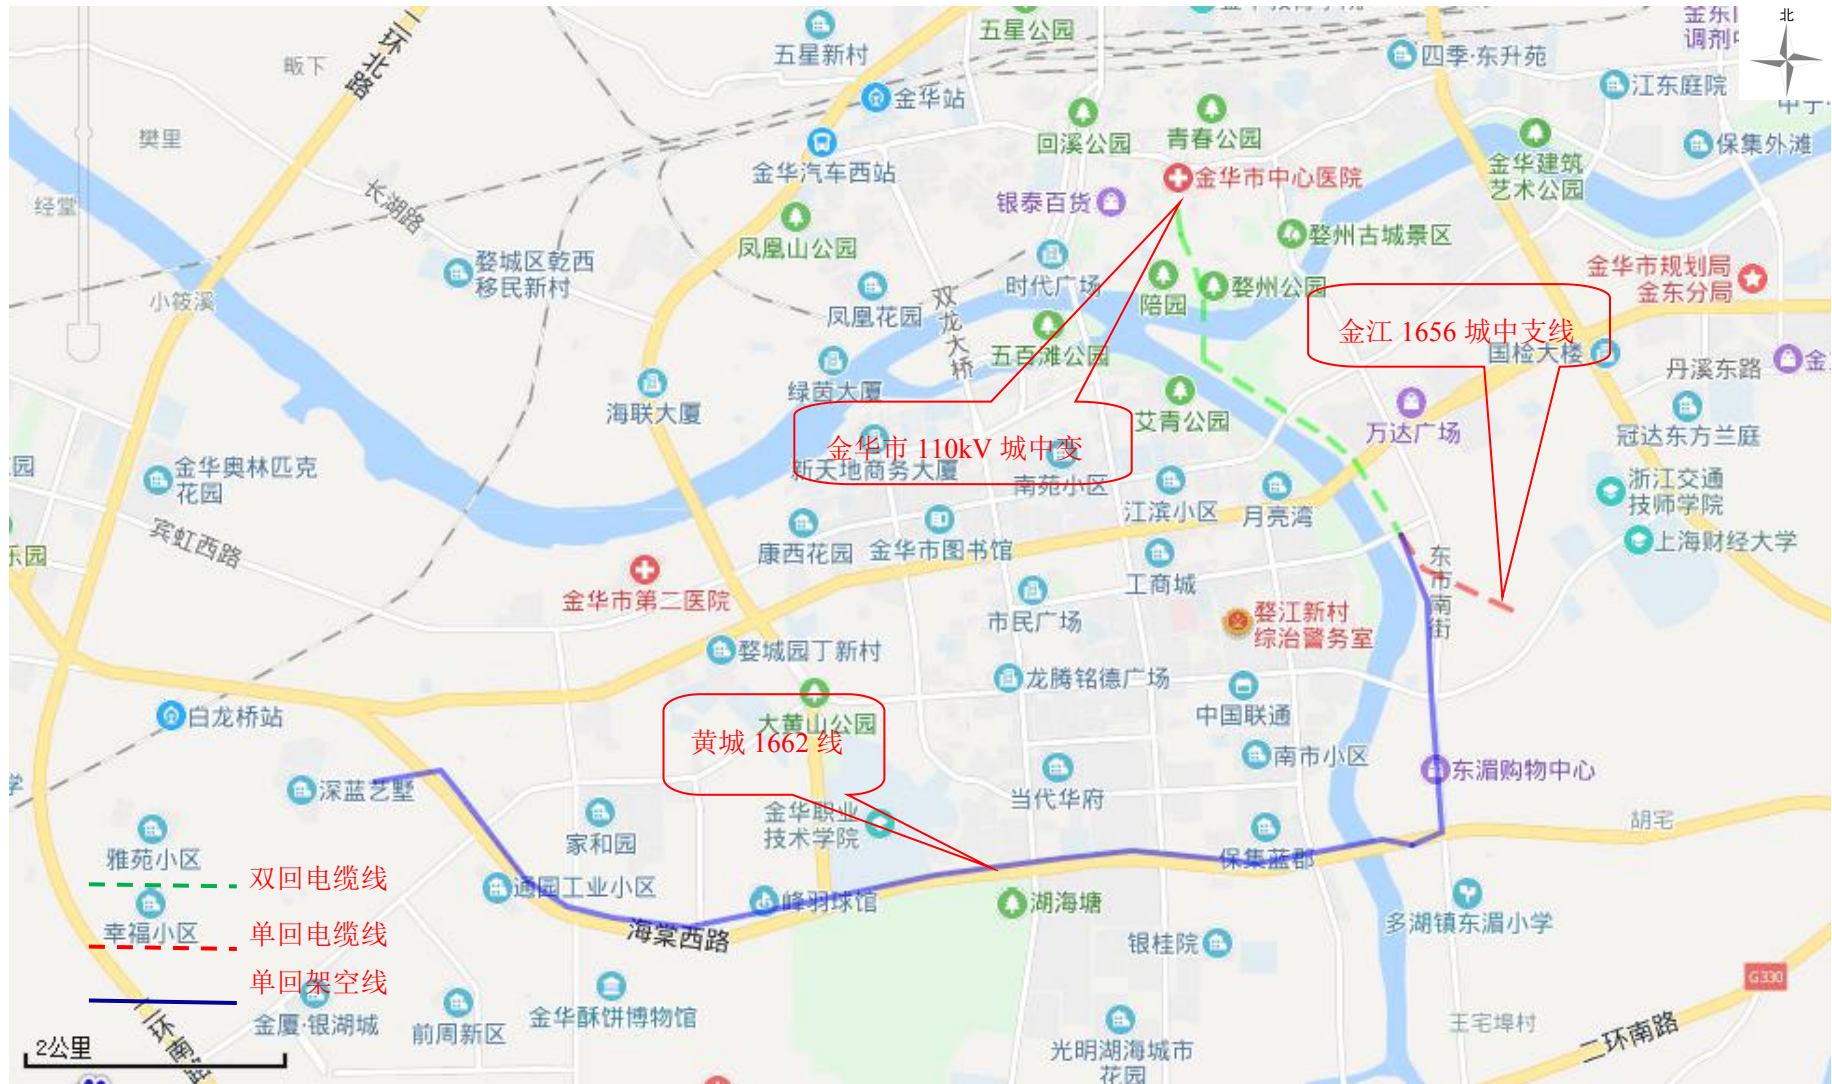 五星公园
五星新村
二环北路
畈下
金华站
四季·东升苑
江东庭院
北
樊里
金华汽车西站
回溪公园
青春公园
金华建筑
艺术公园
保集外滩
经堂
长湖路
银泰百货
金华市中心医院
凤凰山公园
婺州古城景区
婺城区乾西
移民新村
小筱溪
凤凰花园
双龙大桥
时代广场
陪园
婺州公园
金华市规划局
金东分局
金江 1656 城中支线
国检大楼
五百滩公园
绿茵大厦
丹溪东路
海联大厦
艾青公园
万达广场
冠达东方兰庭
金华市 110kV 城中变
新天地商务大厦
南苑小区
金华奥林匹克
花园
江滨小区
月亮湾
浙江交通
技师学院
宾虹西路
康西花园
金华市图书馆
上海财经大学
乐园
金华市第二医院
工商城
东市南街
市民广场
婺江新村
综治警务室
婺城园丁新村
龙腾铭德广场
白龙桥站
大黄山公园
中国联通
黄城 1662 线
南市小区
东湄购物中心
深蓝艺墅
当代华府
金华职业
技术学院
家和园
胡宅
雅苑小区
保集蓝郡
双回电缆线
通园工业小区
峰羽球馆
湖海塘
多湖镇东湄小学
幸福小区
单回电缆线
海棠西路
银桂院
单回架空线
G330
金厦·银湖城
前周新区
金华酥饼博物馆
王宅埠村
二环南路
2公里
光明湖海城市
花园